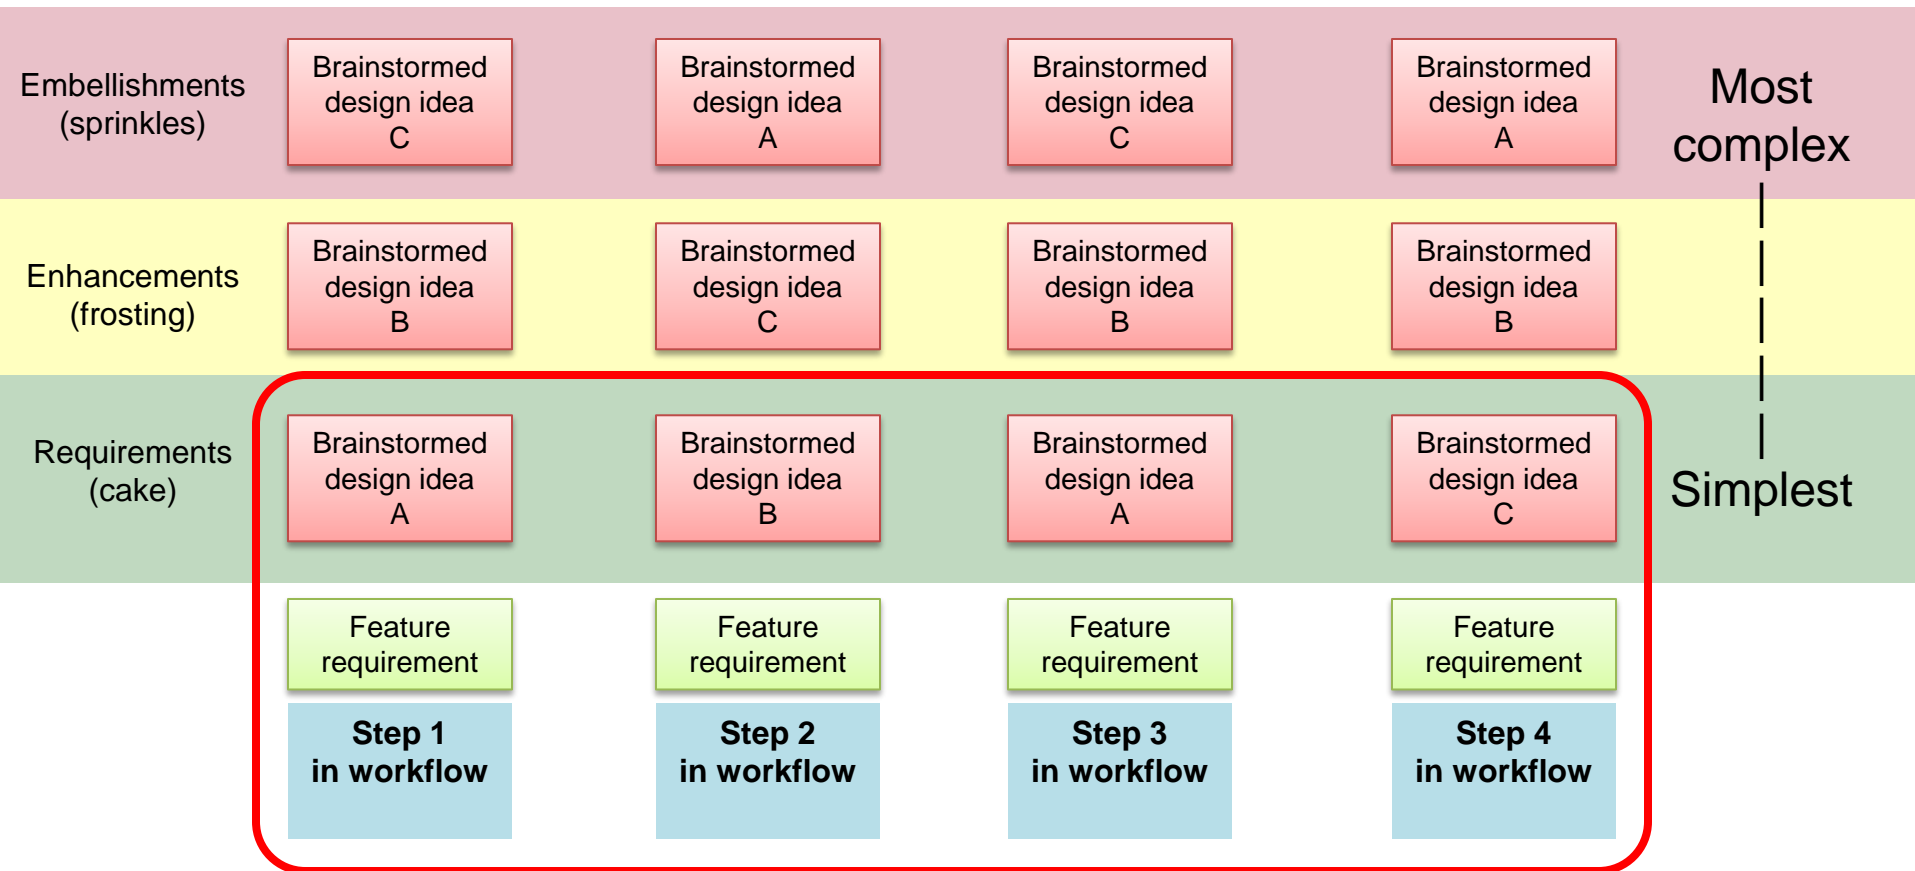 Embellishments
(sprinkles)
Brainstormed
design idea
C
Brainstormed
design idea
A
Brainstormed
design idea
C
Brainstormed
design idea
A
Most
complex
Enhancements
(frosting)
Brainstormed
design idea
B
Brainstormed
design idea
C
Brainstormed
design idea
B
Brainstormed
design idea
B
Requirements
(cake)
Brainstormed
design idea
A
Brainstormed
design idea
B
Brainstormed
design idea
A
Brainstormed
design idea
C
Simplest
Feature
requirement
Feature
requirement
Feature
requirement
Feature
requirement
Step 1
in workflow
Step 2
in workflow
Step 3
in workflow
Step 4
in workflow